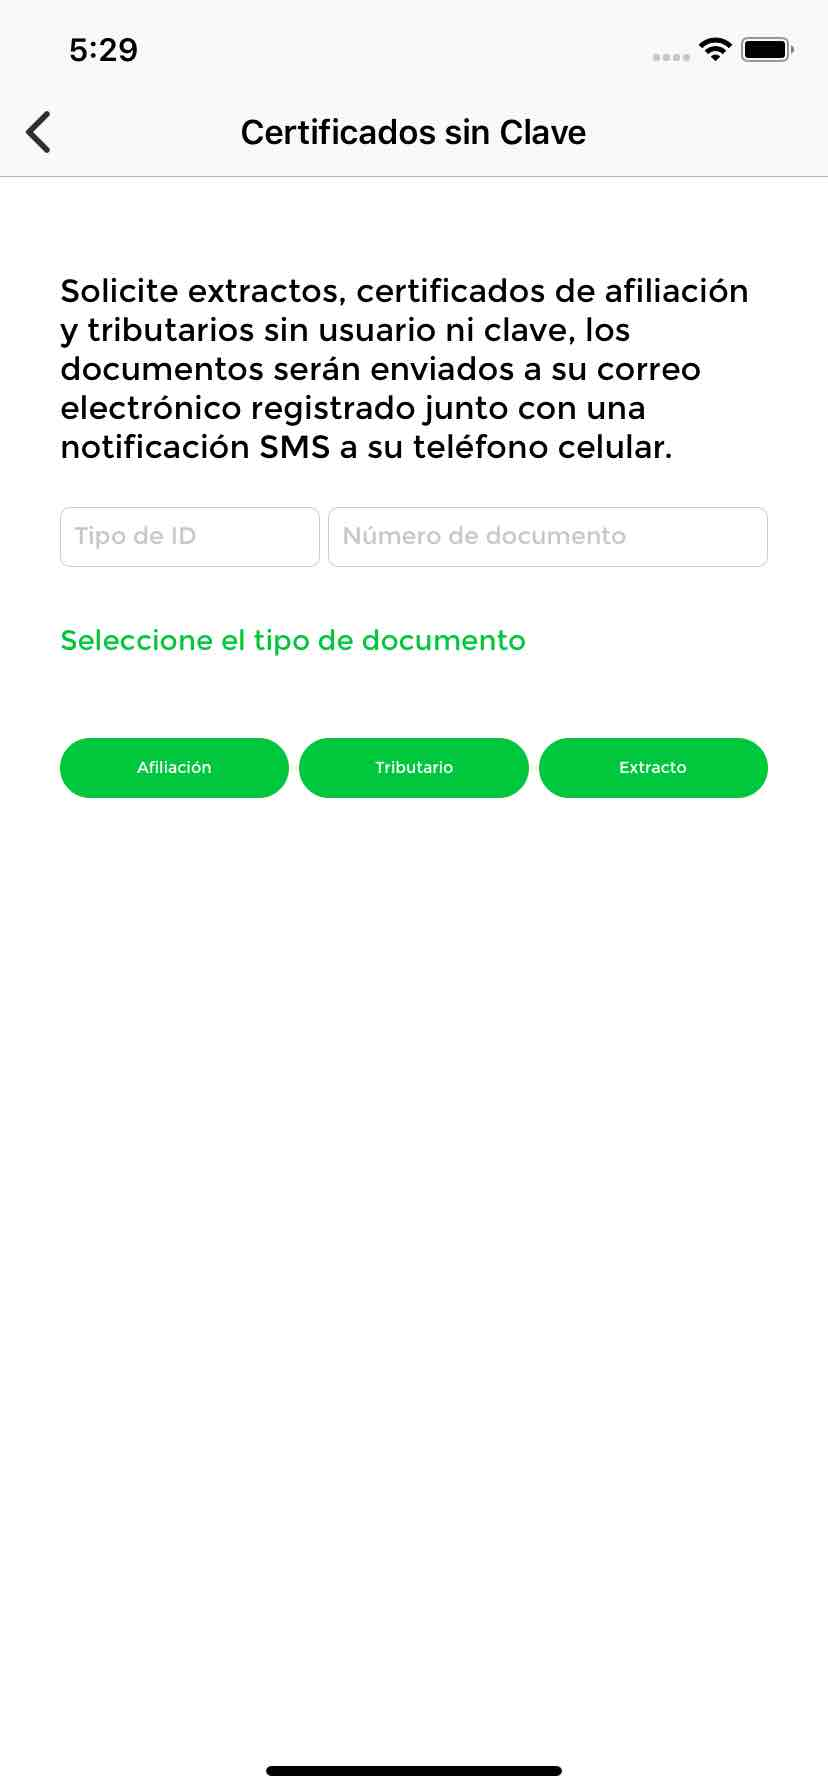 5:29
Certificados sin Clave
Solicite extractos, certificados de afiliación
y tributarios sin usuario ni clave, los
documentos serán enviados a su correo
electrónico registrado junto con una
notificación SMS a su teléfono celular.
Tipo de ID Número de documento
Seleccione el tipo de documento
Afiliación Tributario Extracto